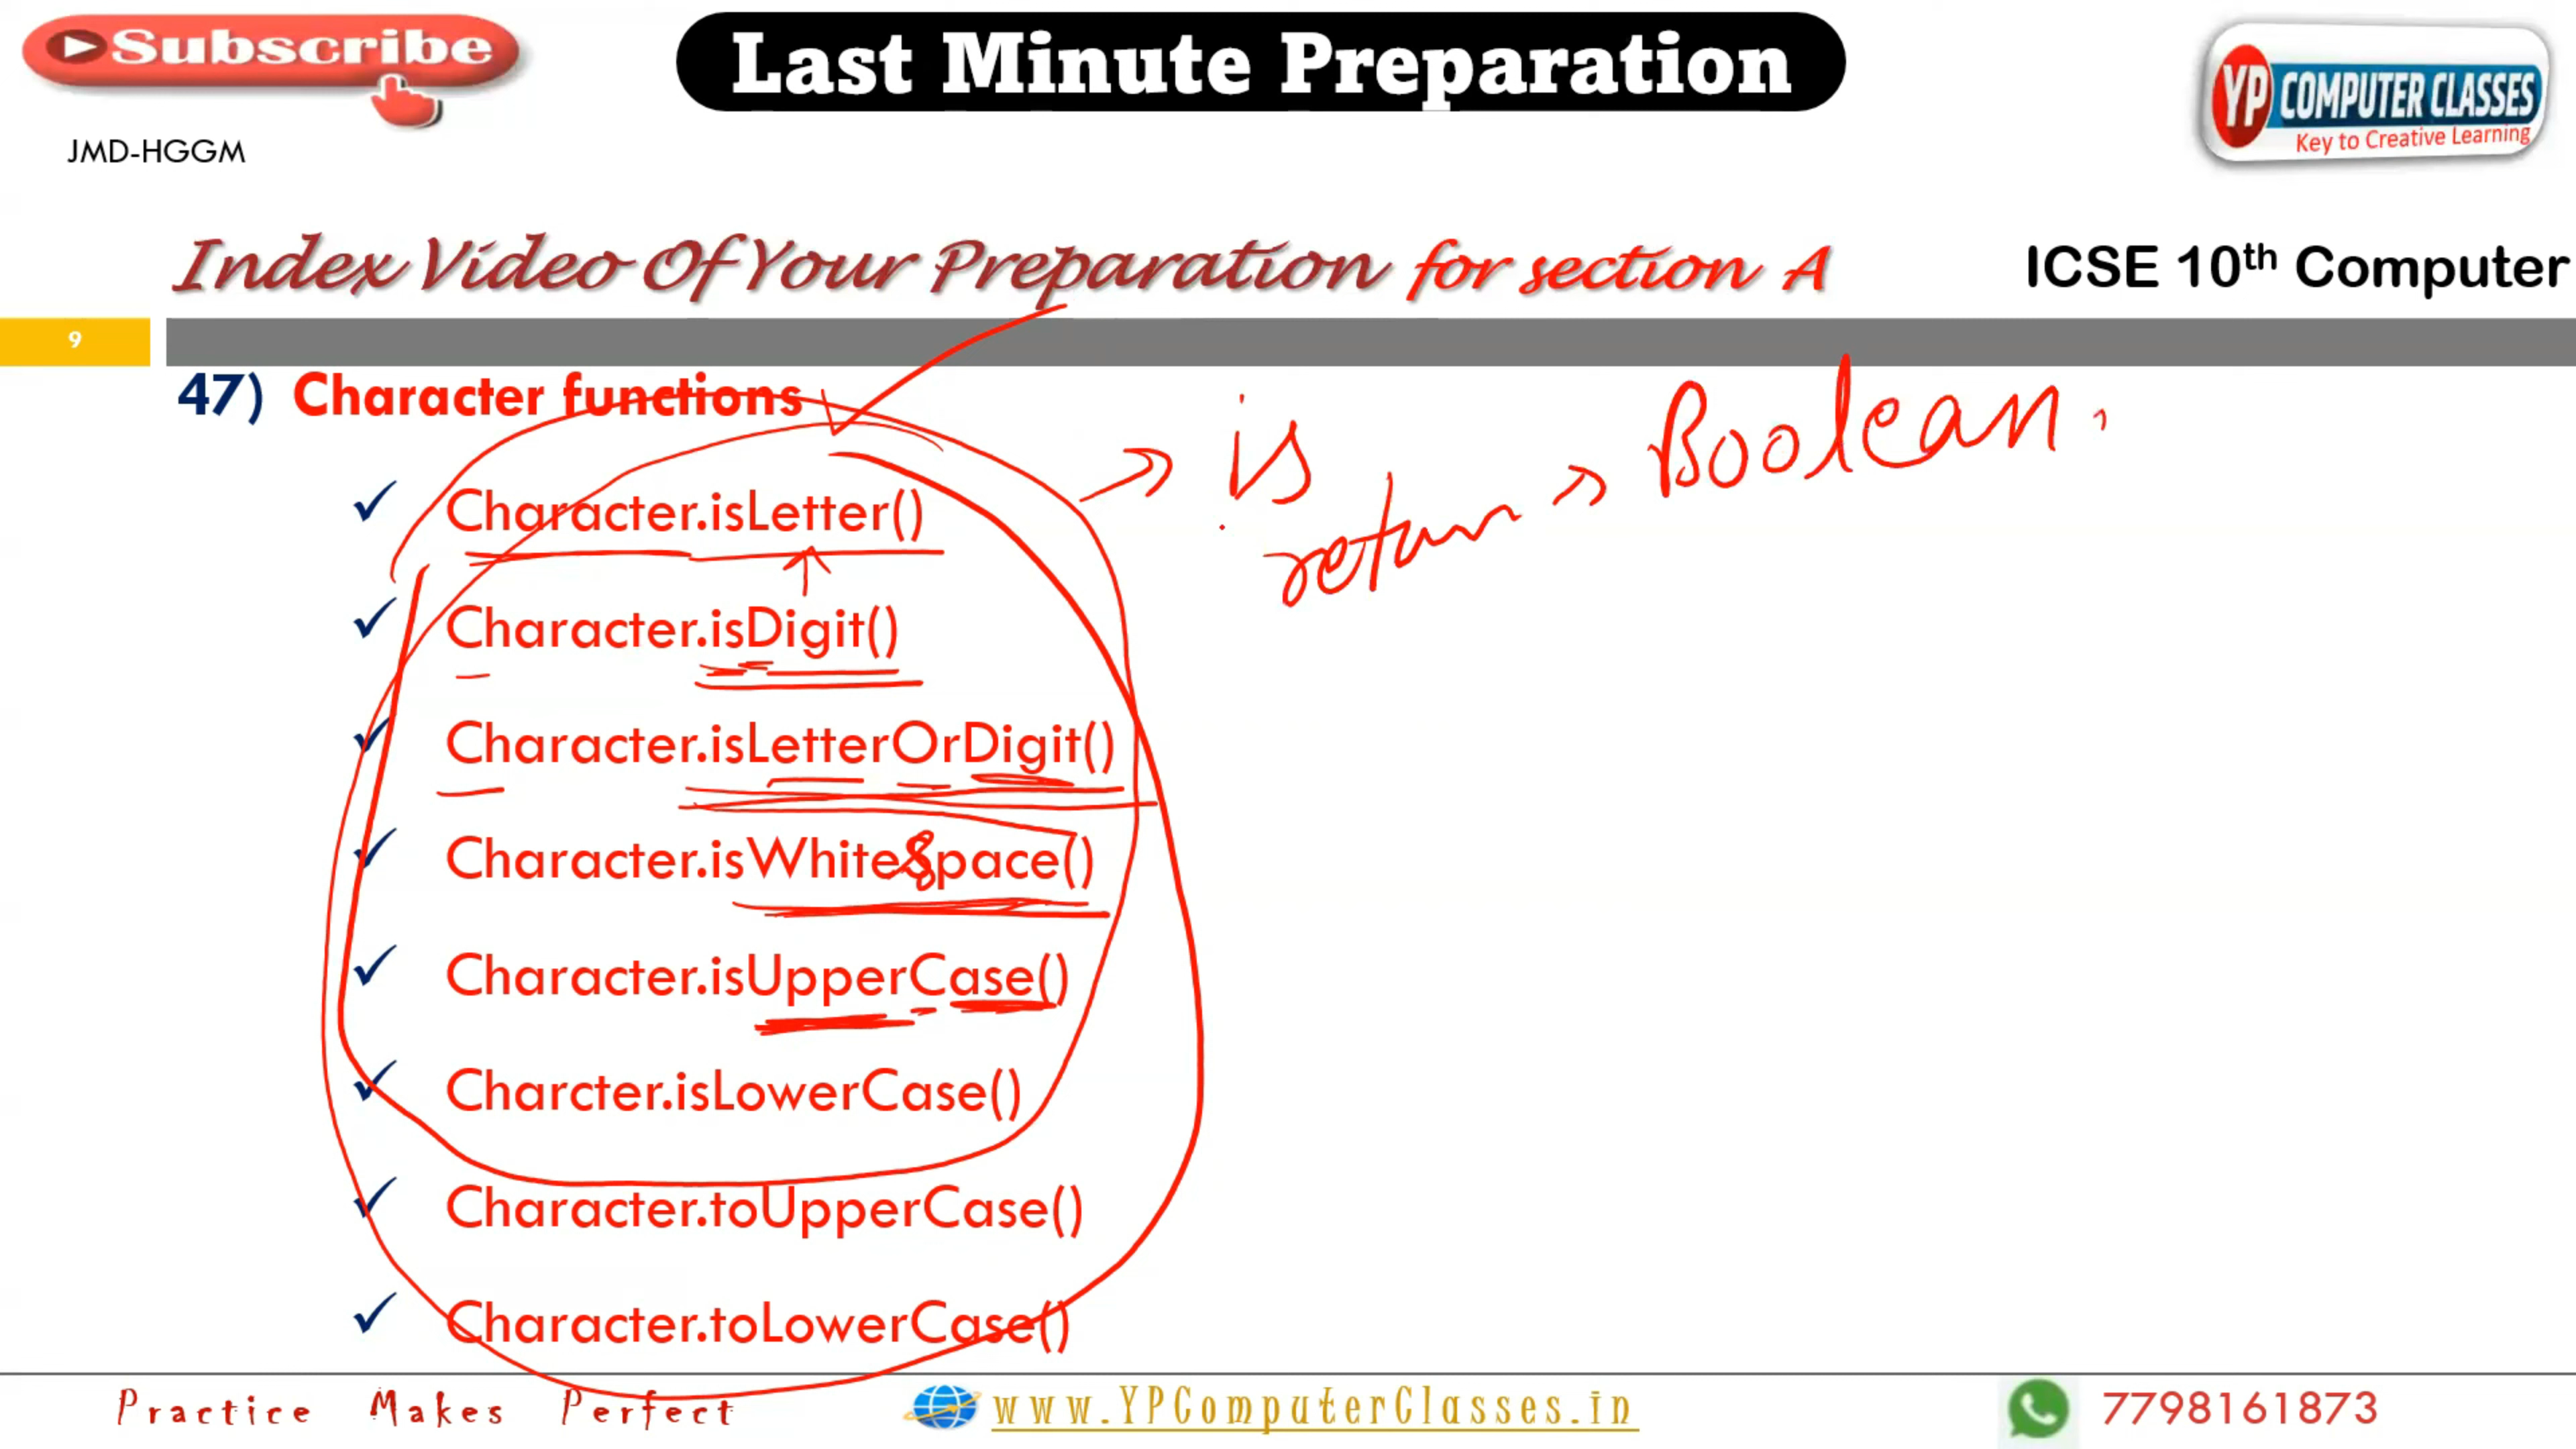 Subscribe
Last Minute Preparation
YP COMPUTER CLASSES
Key to Creative Learning
JMD-HGGM
Index Video Of Your Preparation for section A
ICSE 10th Computer
9
47) Character functions
is
return » Boolean.
✓ Character.isLetter()
✓ Character.isDigit()
✓ Character.isLetterOrDigit()
✓ Character.isWhiteSpace()
✓ Character.isUpperCase()
✓ Charcter.isLowerCase()
✓ Character.toUpperCase()
✓ Character.toLowerCase()
Practice Makes Perfect
www.YPComputerClasses.in
7798161873